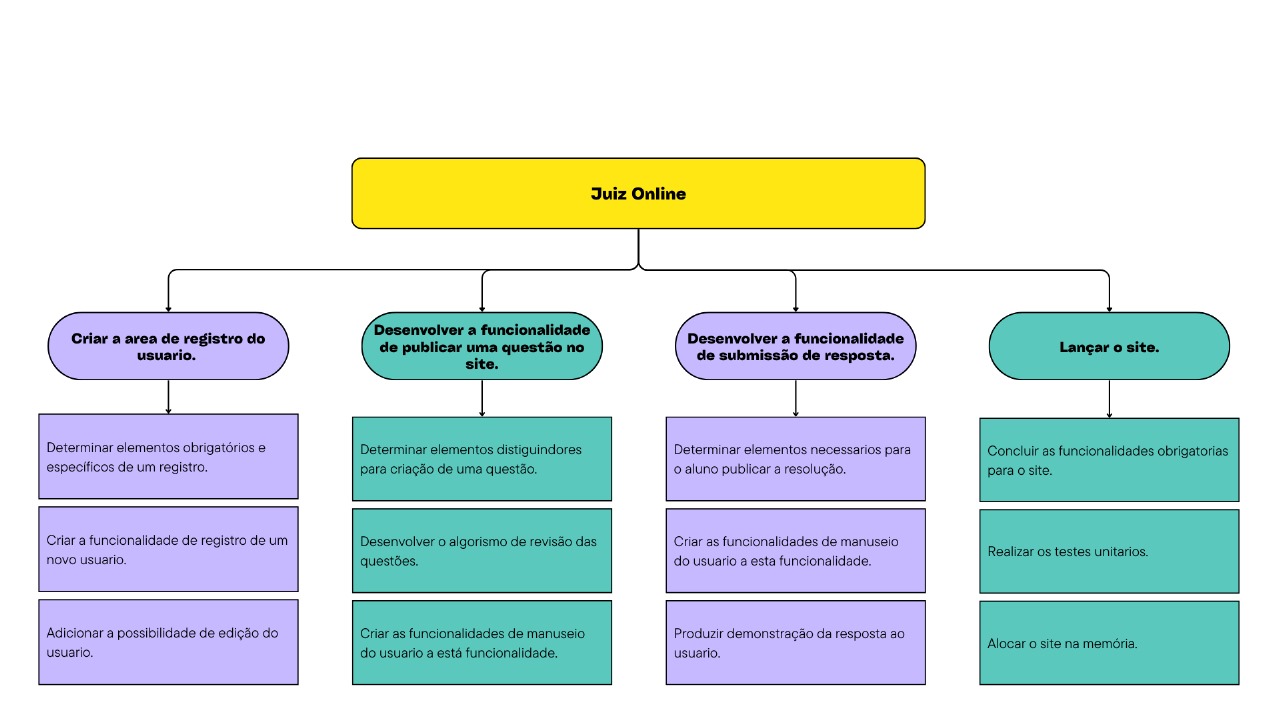 Juiz Online
Criar a area de registro do
usuario.
Determinar elementos obrigatórios e
específicos de um registro.
Criar a funcionalidade de registro de um
novo usuario.
Adicionar a possibilidade de edição do
usuario.
Desenvolver a funcionalidade
de publicar uma questão no
site.
Determinar elementos distiguindores
para criação de uma questão.
Desenvolver o algorismo de revisão das
questões.
Criar as funcionalidades de manuseio
do usuario a está funcionalidade.
Desenvolver a funcionalidade
de submissão de resposta.
Determinar elementos necessarios para
o aluno publicar a resolução.
Criar as funcionalidades de manuseio
do usuario a esta funcionalidade.
Produzir demonstração da resposta ao
usuario.
Lançar o site.
Concluir as funcionalidades obrigatorias
para o site.
Realizar os testes unitarios.
Alocar o site na memória.